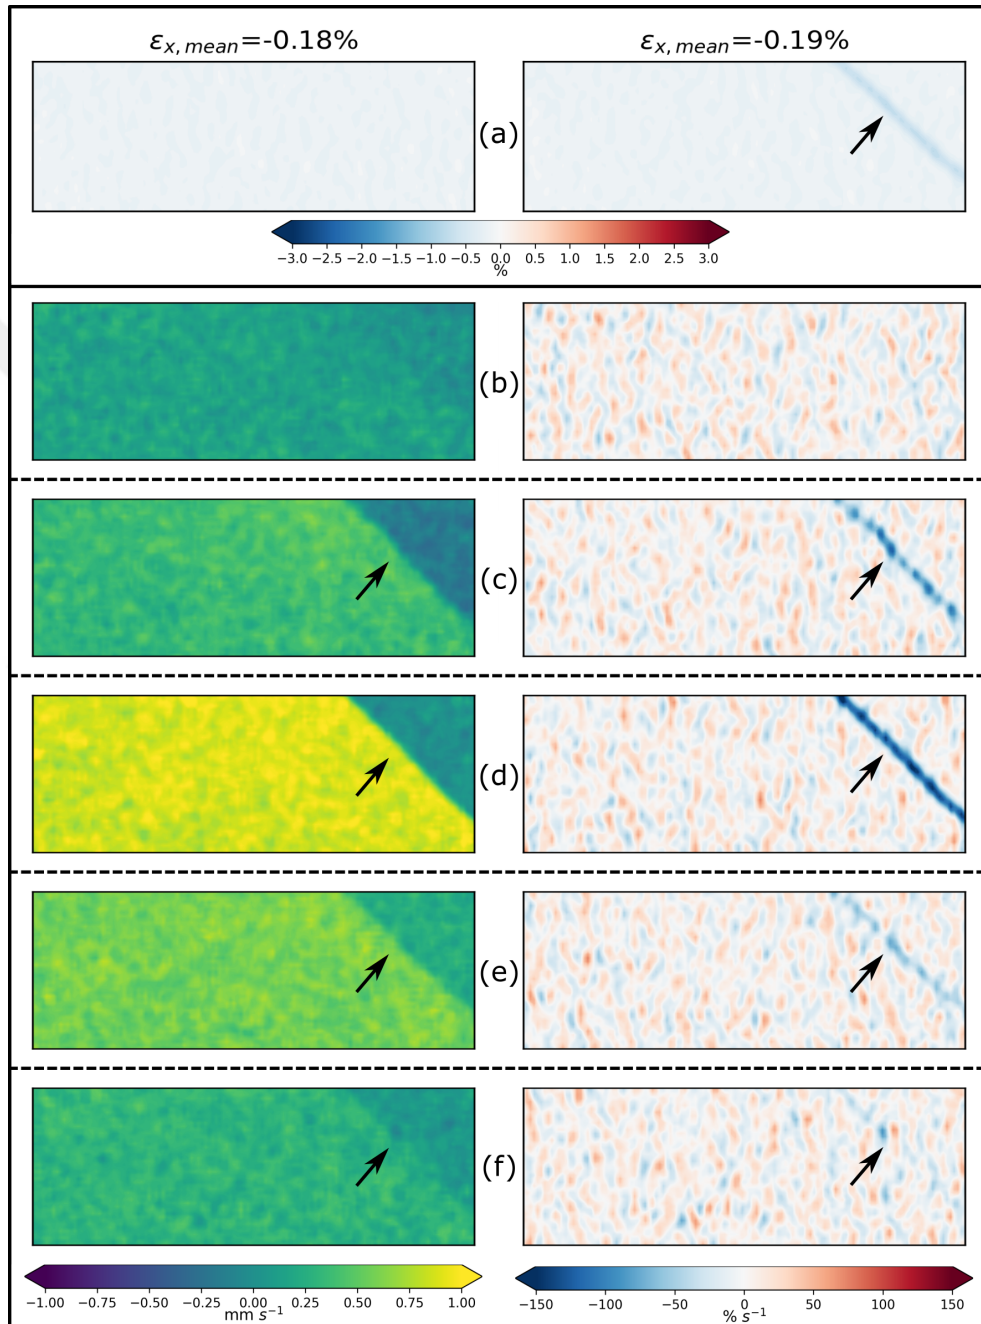 εx, mean=-0.18%
εx, mean=-0.19%
(a)
−3.0 −2.5 −2.0 −1.5 −1.0 −0.5 0.0 0.5 1.0 1.5 2.0 2.5 3.0
%
(b)
(c)
(d)
(e)
(f)
−1.00 −0.75 −0.50 −0.25 0.00 0.25 0.50 0.75 1.00
mm s⁻¹
−150 −100 −50 0 50 100 150
% s⁻¹